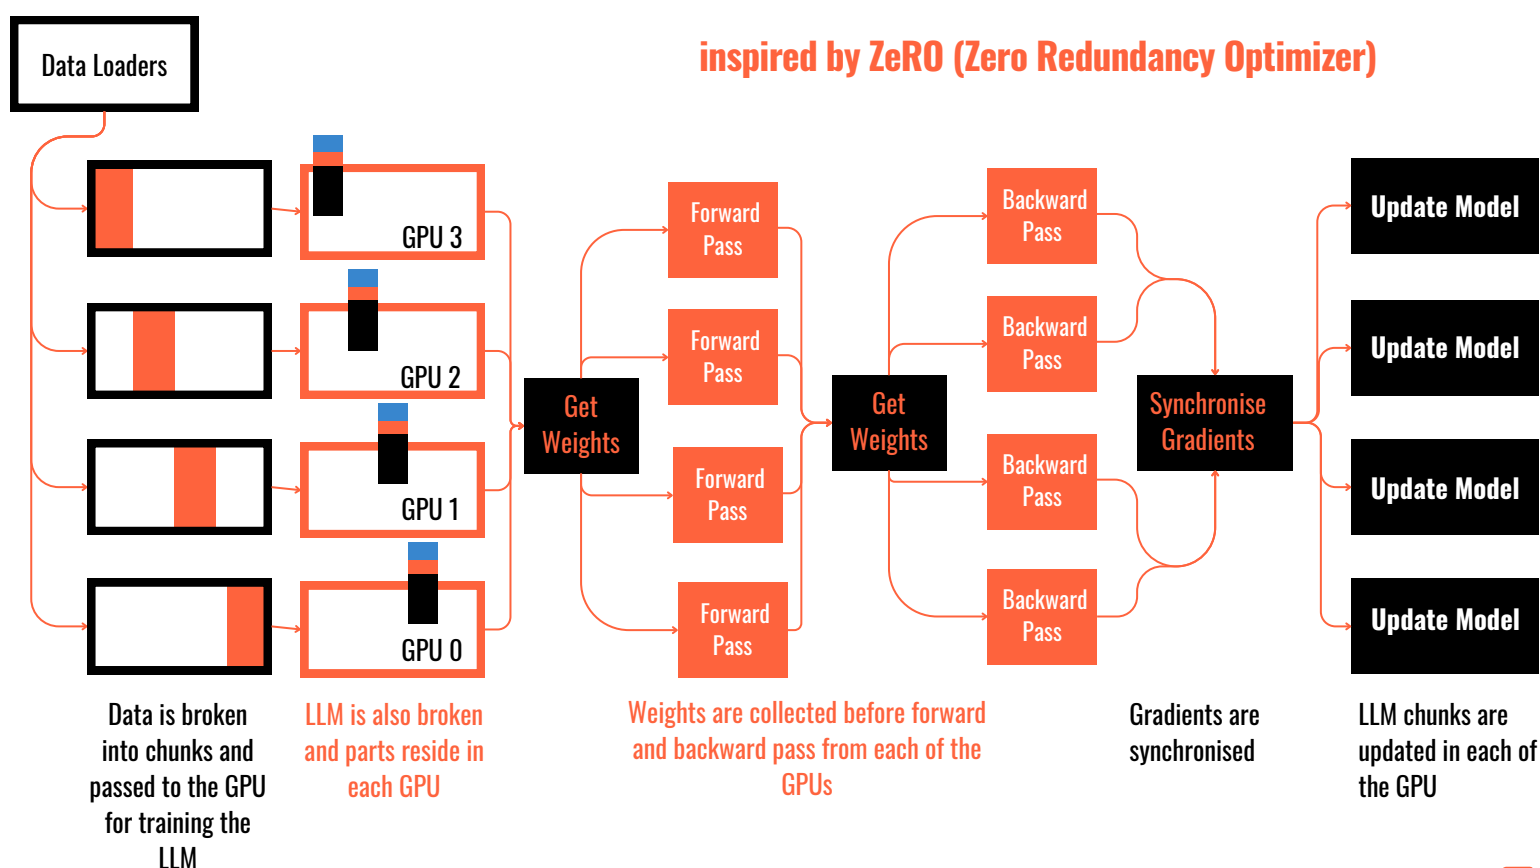 inspired by ZeRO (Zero Redundancy Optimizer)
Data Loaders
GPU 3
GPU 2
GPU 1
GPU 0
Get
Weights
Forward
Pass
Forward
Pass
Forward
Pass
Forward
Pass
Get
Weights
Backward
Pass
Backward
Pass
Backward
Pass
Backward
Pass
Synchronise
Gradients
Update Model
Update Model
Update Model
Update Model
Data is broken
into chunks and
passed to the GPU
for training the
LLM
LLM is also broken
and parts reside in
each GPU
Weights are collected before forward
and backward pass from each of the
GPUs
Gradients are
synchronised
LLM chunks are
updated in each of
the GPU